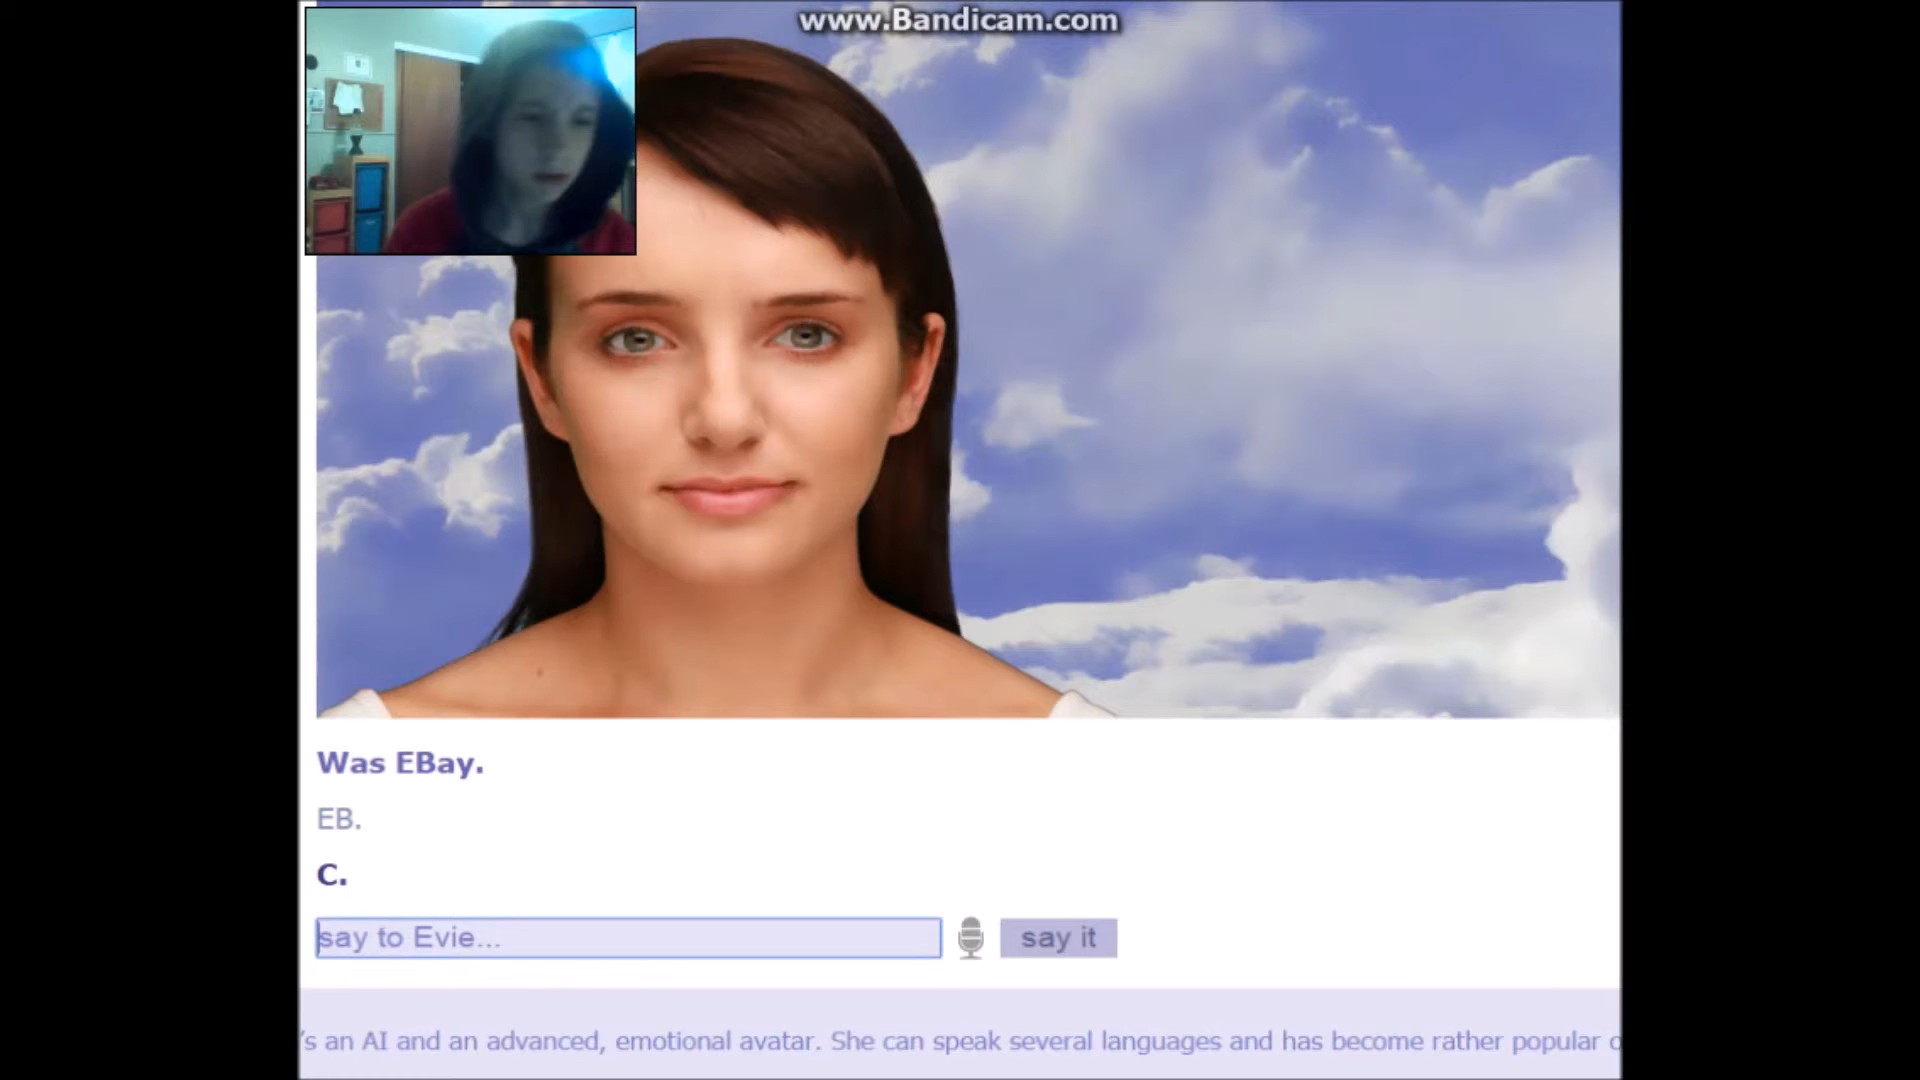 www.Bandicam.com
Was EBay.
EB.
C.
say to Evie...
say it
's an AI and an advanced, emotional avatar. She can speak several languages and has become rather popular